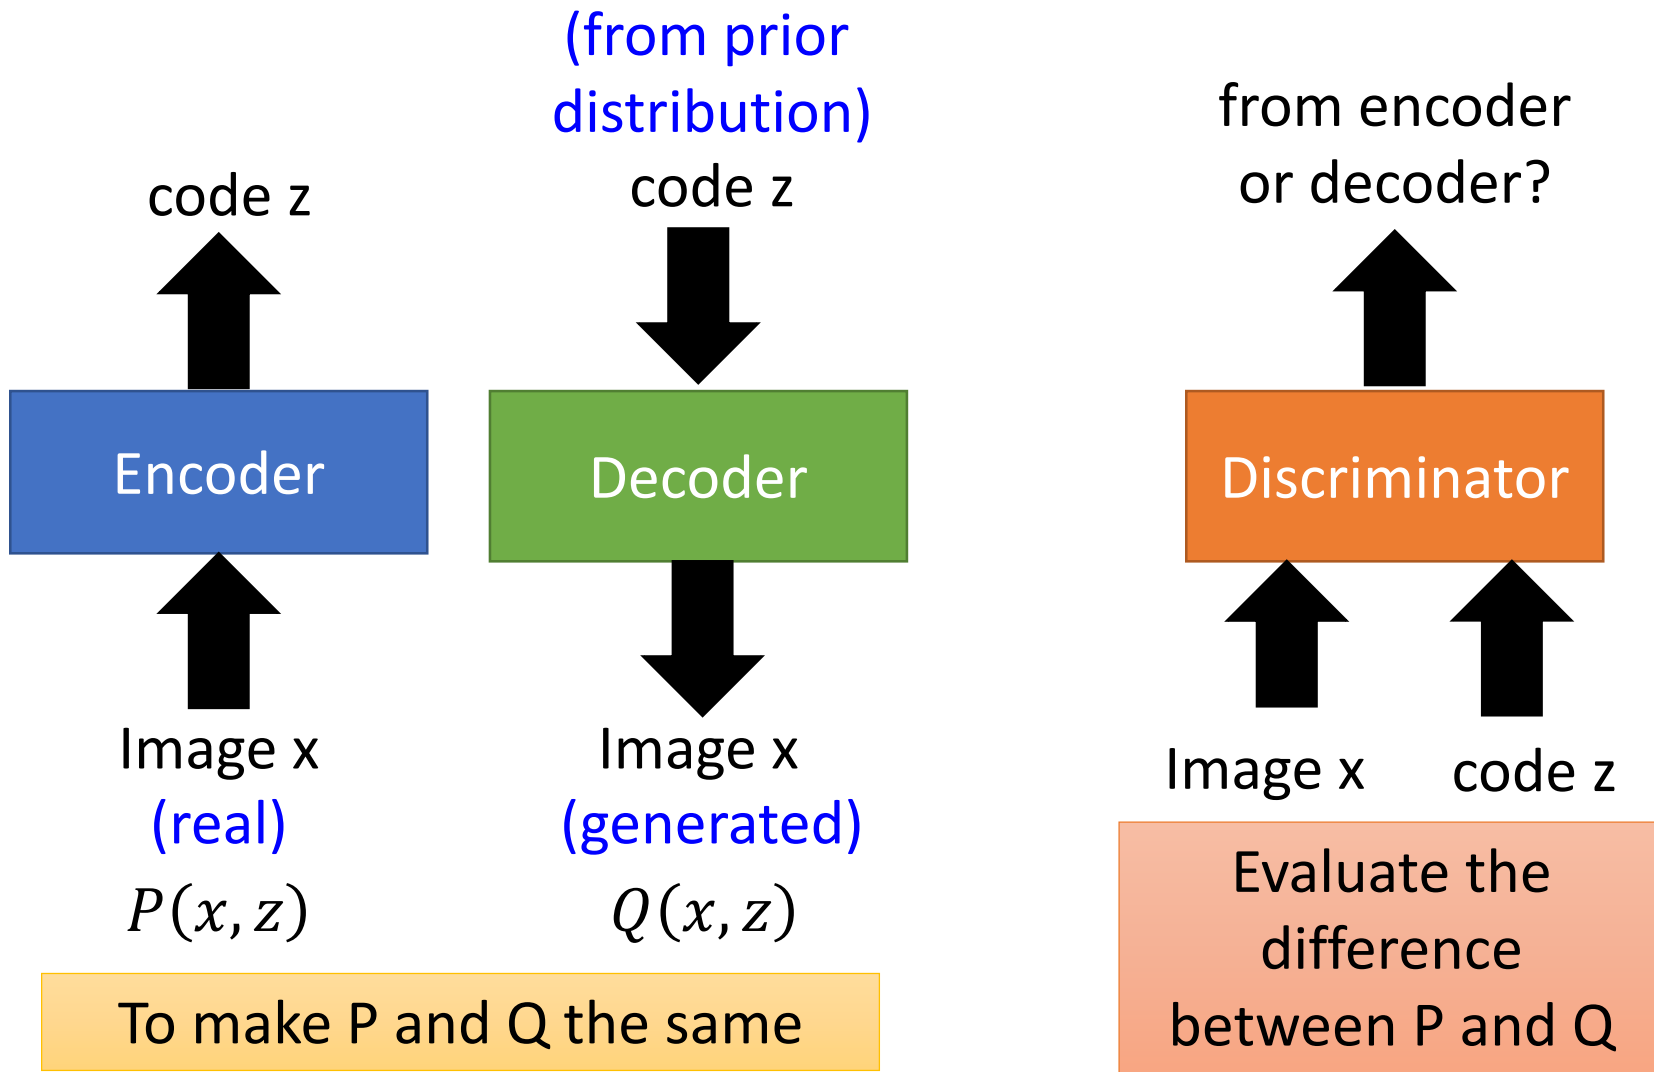 code z
Encoder
Image x
(real)
P(x, z)
(from prior
distribution)
code z
Decoder
Image x
(generated)
Q(x, z)
To make P and Q the same
from encoder
or decoder?
Discriminator
Image x
code z
Evaluate the
difference
between P and Q